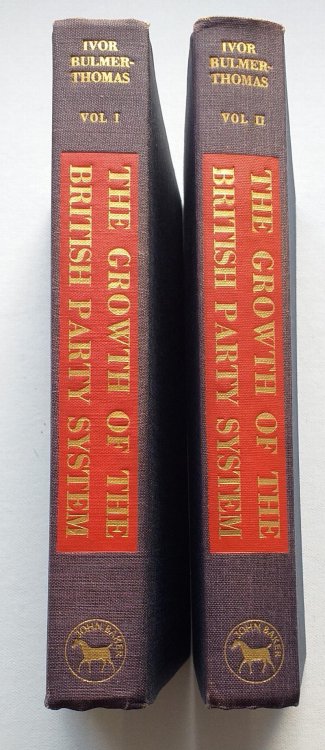 IVOR
BULMER-
THOMAS
VOL I
THE GROWTH OF THE
BRITISH PARTY SYSTEM
JOHN BAKER
IVOR
BULMER-
THOMAS
VOL II
THE GROWTH OF THE
BRITISH PARTY SYSTEM
JOHN BAKER